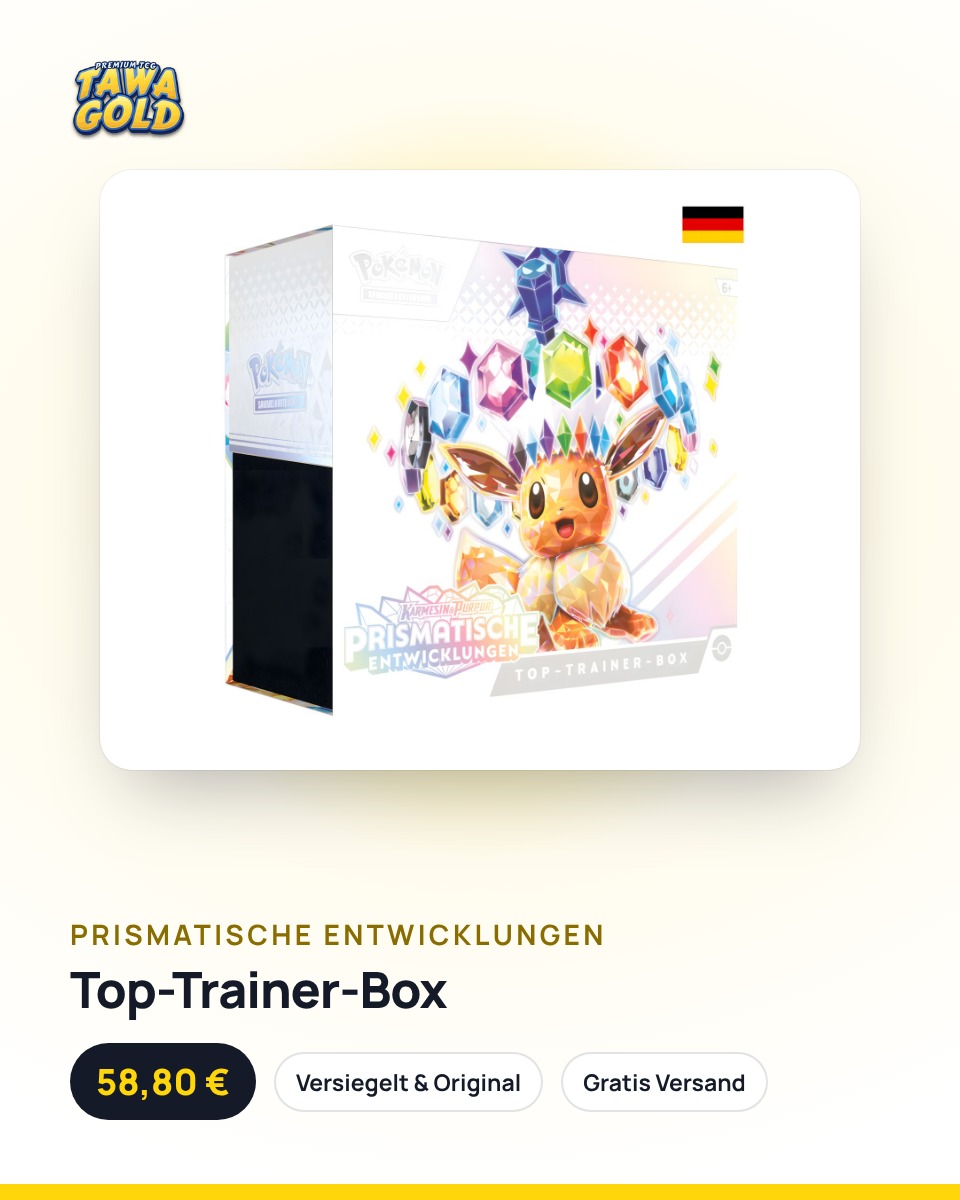 PREMIUM TCG
TAWA
GOLD
Pokémon
6+
Pokémon
KARMESIN & PURPUR
PRISMATISCHE
ENTWICKLUNGEN
TOP-TRAINER-BOX
PRISMATISCHE ENTWICKLUNGEN
Top-Trainer-Box
58,80 €
Versiegelt & Original
Gratis Versand